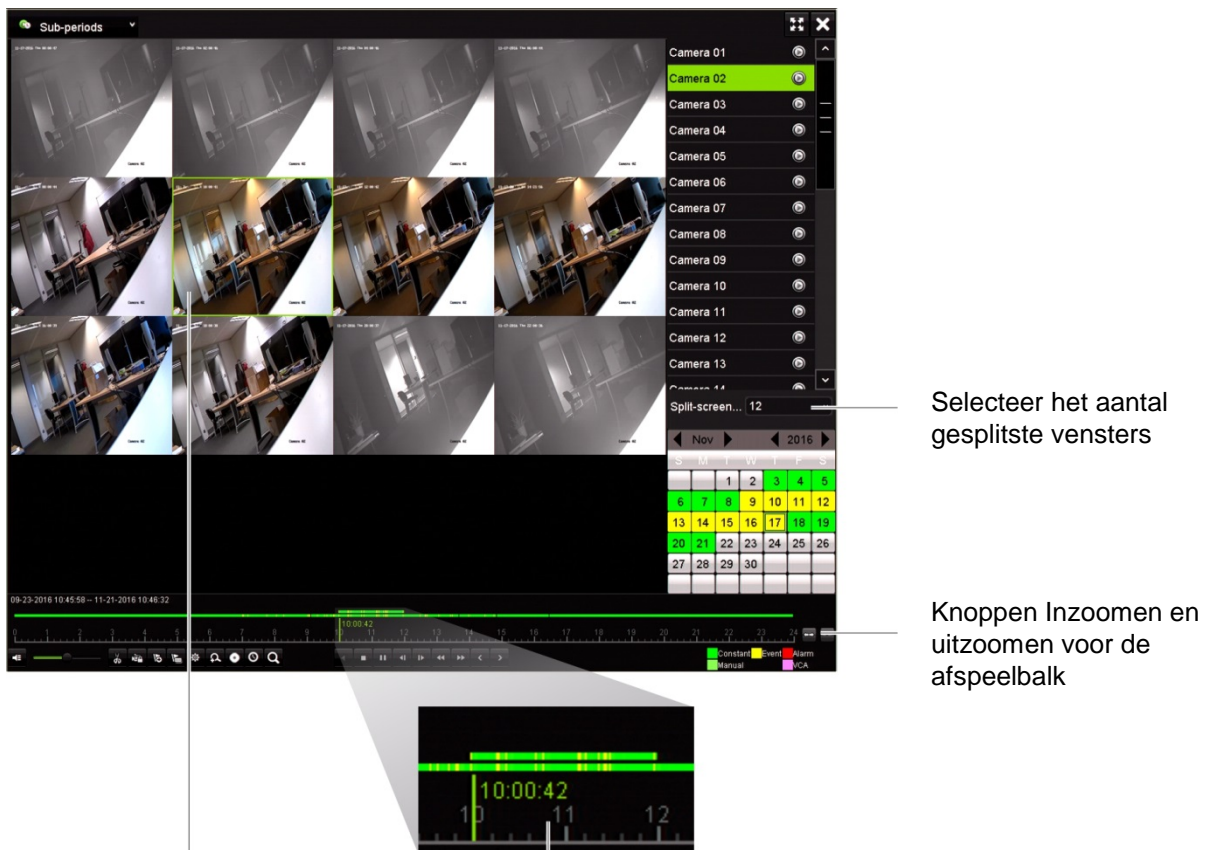 Sub-periods
Camera 01
Camera 02
Camera 03
Camera 04
Camera 05
Camera 06
Camera 07
Camera 08
Camera 09
Camera 10
Camera 11
Camera 12
Camera 13
Camera 14
Split-screen... 12
Nov 2016
S M T W T F S
1 2 3 4 5
6 7 8 9 10 11 12
13 14 15 16 17 18 19
20 21 22 23 24 25 26
27 28 29 30
Selecteer het aantal
gesplitste vensters
09-23-2016 10:45:58 -- 11-21-2016 10:46:32
10:00:42
0 1 2 3 4 5 6 7 8 9 10 11 12 13 14 15 16 17 18 19 20 21 22 23 24
Constant Event Alarm
Manual VCA
Knoppen Inzoomen en
uitzoomen voor de
afspeelbalk
10:00:42
10 11 12